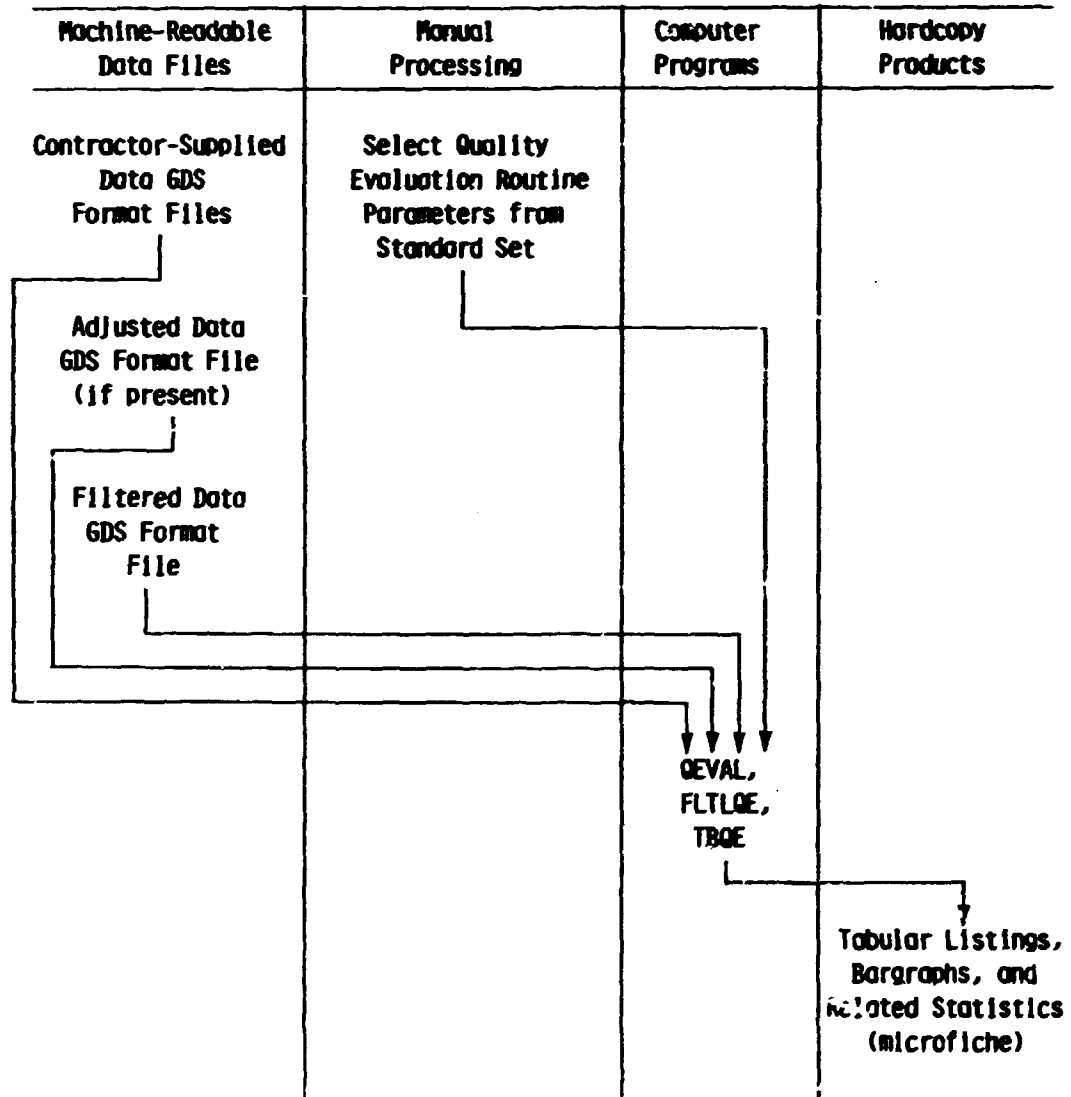 Machine-Readable
Data Files
Manual
Processing
Computer
Programs
Hardcopy
Products
Contractor-Supplied
Data GDS
Format Files
Select Quality
Evaluation Routine
Parameters from
Standard Set
Adjusted Data
GDS Format File
(if present)
Filtered Data
GDS Format
File
QEVAL,
FLTLQE,
TBQE
Tabular Listings,
Bargraphs, and
Related Statistics
(microfiche)